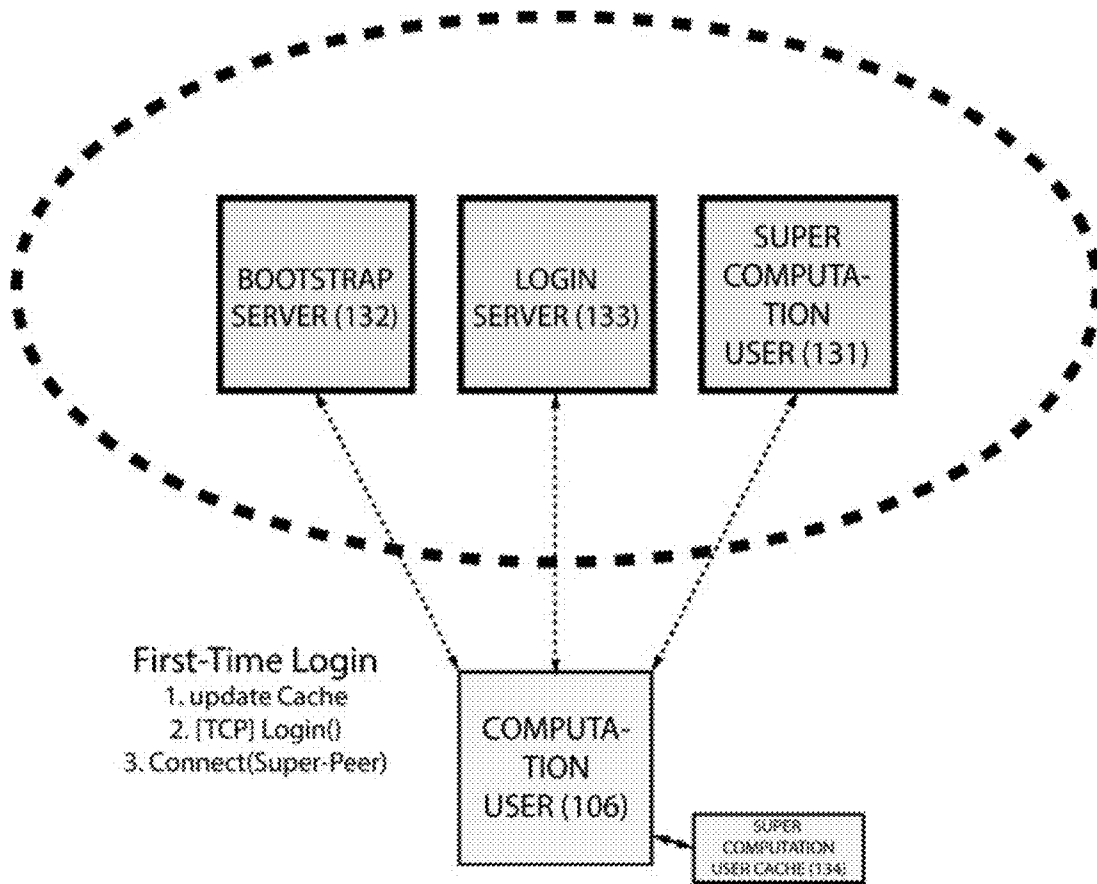 BOOTSTRAP
SERVER (132)
LOGIN
SERVER (133)
SUPER
COMPUTA-
TION
USER (131)
First-Time Login
1. update Cache
2. [TCP] Login()
3. Connect(Super-Peer)
COMPUTA-
TION
USER (106)
SUPER
COMPUTATION
USER CACHE (134)